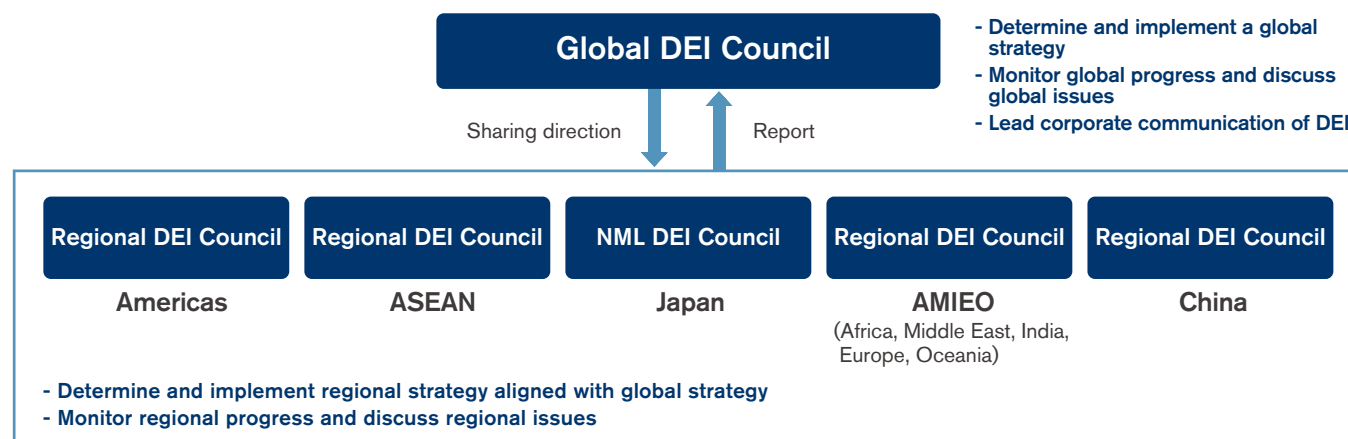 Global DEI Council
- Determine and implement a global
strategy
- Monitor global progress and discuss
global issues
- Lead corporate communication of DEI
Sharing direction
Report
Regional DEI Council
Regional DEI Council
NML DEI Council
Regional DEI Council
Regional DEI Council
Americas
ASEAN
Japan
AMIEO
China
(Africa, Middle East, India,
Europe, Oceania)
- Determine and implement regional strategy aligned with global strategy
- Monitor regional progress and discuss regional issues